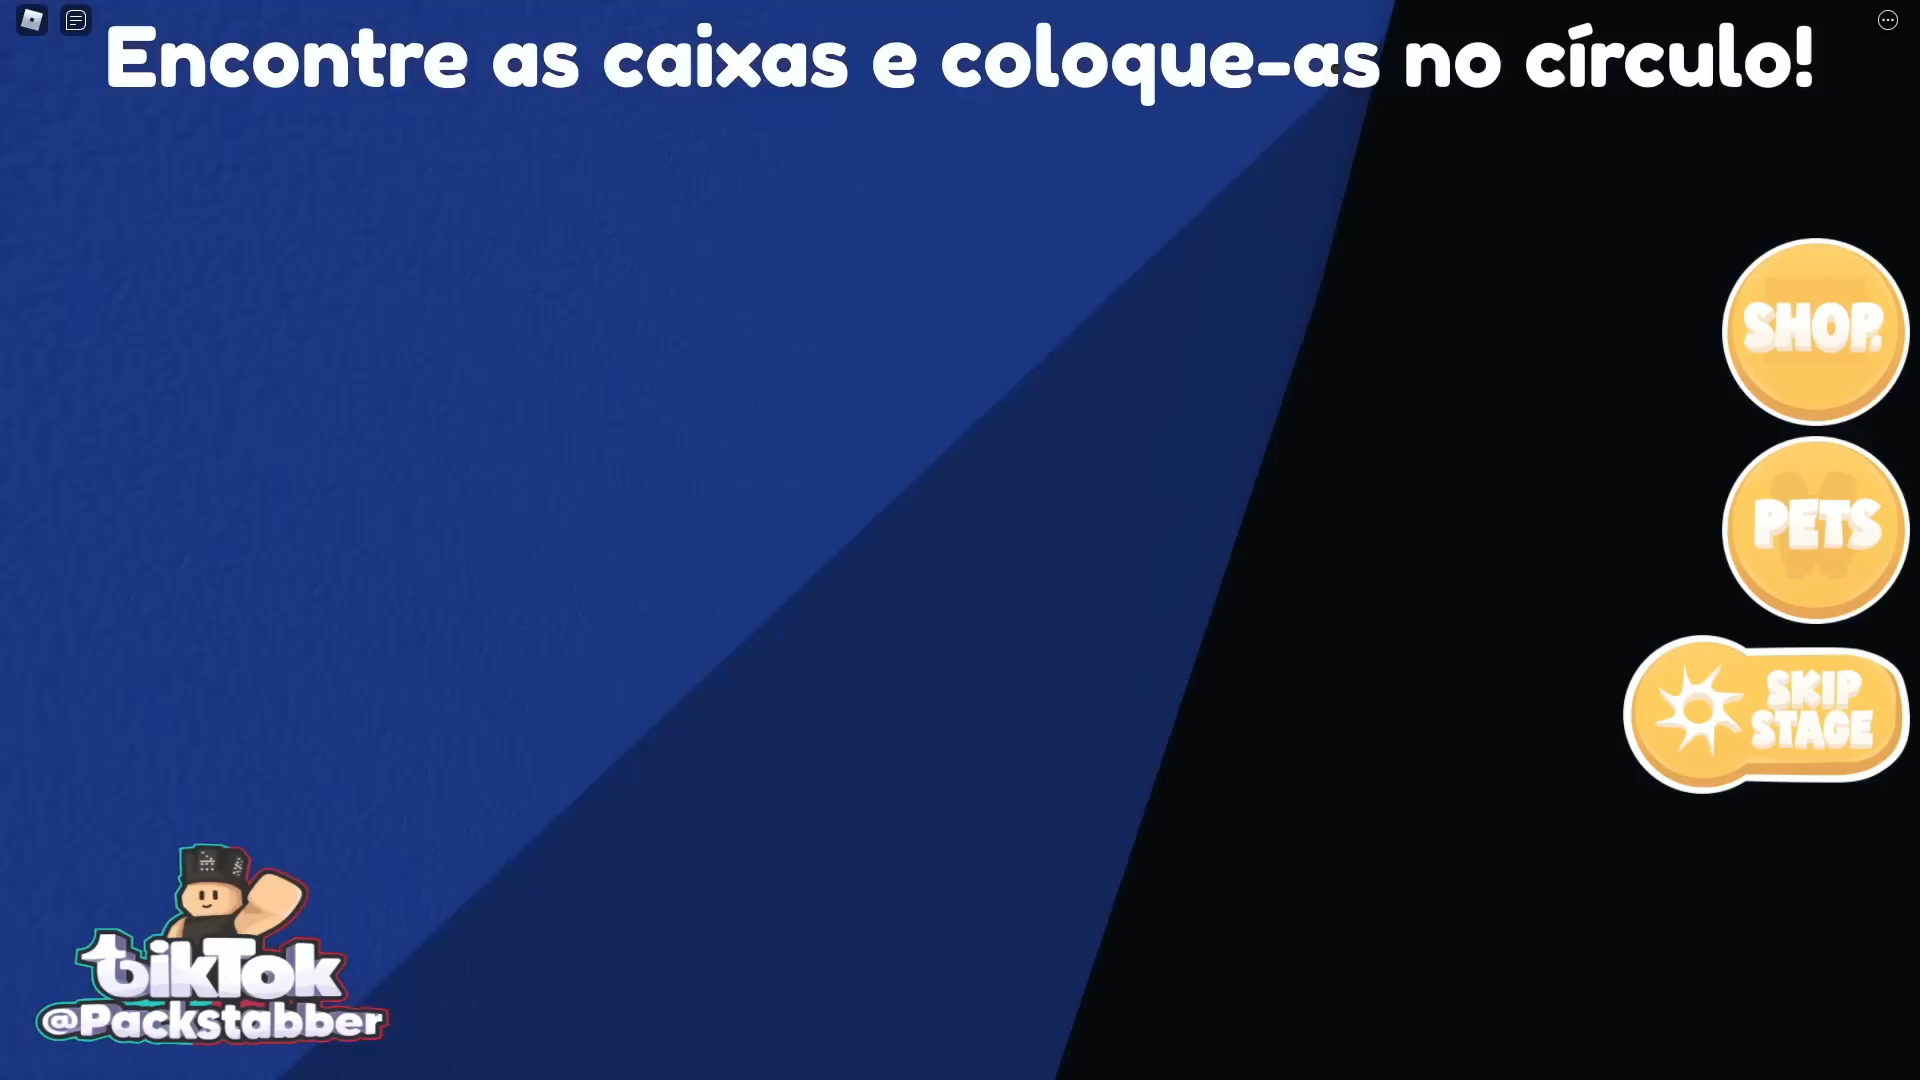 Encontre as caixas e coloque-as no círculo!
SHOP.
PETS
SKIP
STAGE
TikTok
@Packstabber